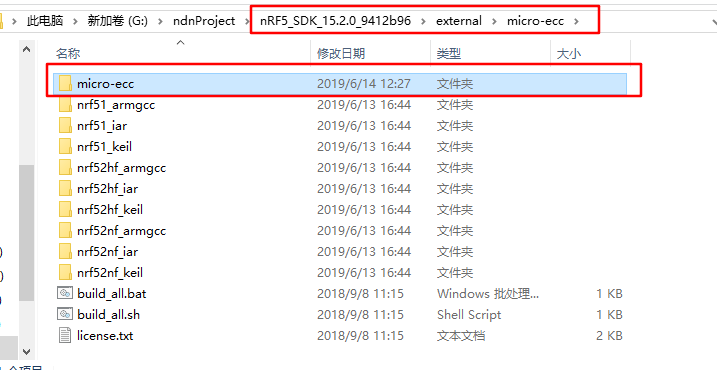 此电脑 › 新加卷 (G:) › ndnProject › nRF5_SDK_15.2.0_9412b96 › external › micro-ecc ›
名称 修改日期 类型 大小
micro-ecc 2019/6/14 12:27 文件夹
nrf51_armgcc 2019/6/13 16:44 文件夹
nrf51_iar 2019/6/13 16:44 文件夹
nrf51_keil 2019/6/13 16:44 文件夹
nrf52hf_armgcc 2019/6/13 16:44 文件夹
nrf52hf_iar 2019/6/13 16:44 文件夹
nrf52hf_keil 2019/6/13 16:44 文件夹
nrf52nf_armgcc 2019/6/13 16:44 文件夹
nrf52nf_iar 2019/6/13 16:44 文件夹
nrf52nf_keil 2019/6/13 16:44 文件夹
build_all.bat 2018/9/8 11:15 Windows 批处理... 1 KB
build_all.sh 2018/9/8 11:15 Shell Script 1 KB
license.txt 2018/9/8 11:15 文本文档 2 KB